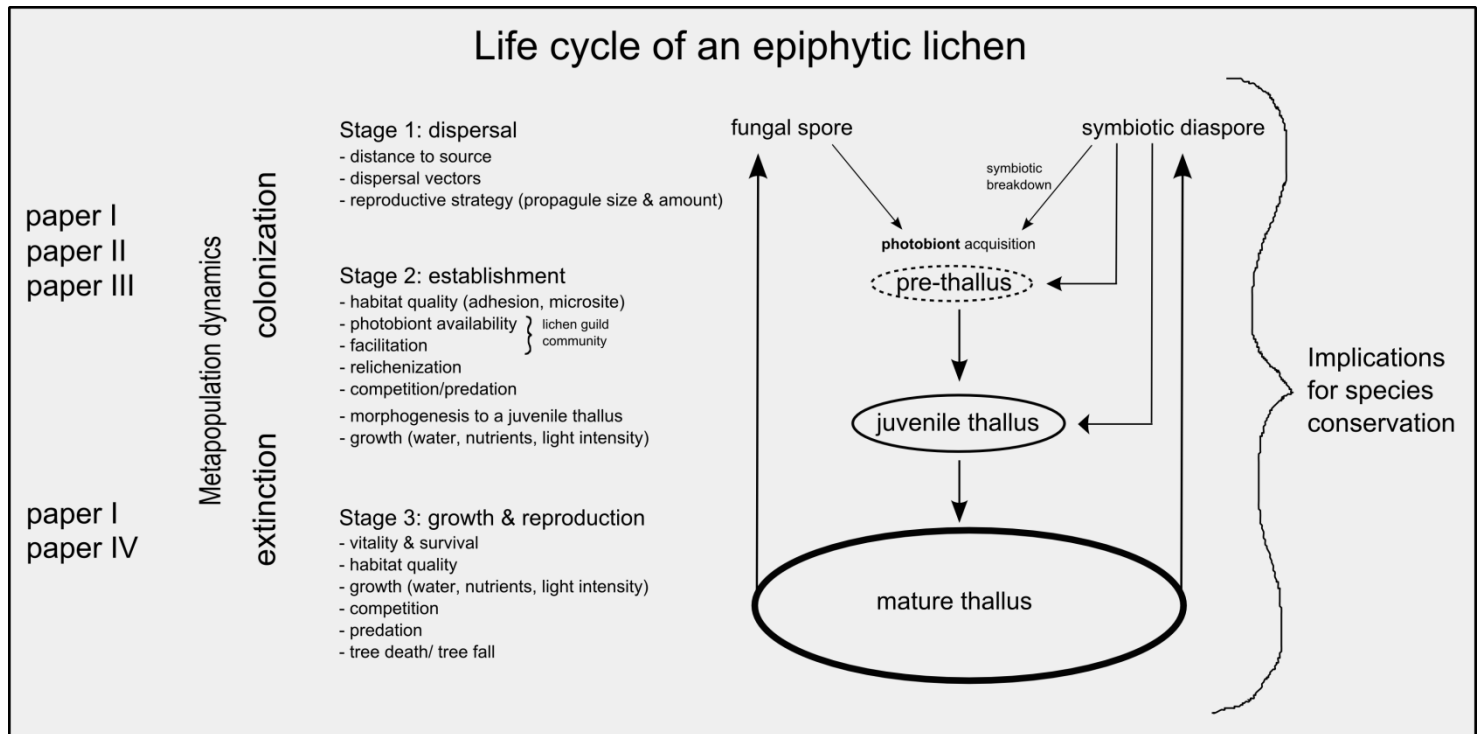 Life cycle of an epiphytic lichen
paper I
paper II
paper III
paper I
paper IV
Metapopulation dynamics
colonization
extinction
Stage 1: dispersal
- distance to source
- dispersal vectors
- reproductive strategy (propagule size & amount)
Stage 2: establishment
- habitat quality (adhesion, microsite)
- photobiont availability
- facilitation
lichen guild
community
- relichenization
- competition/predation
- morphogenesis to a juvenile thallus
- growth (water, nutrients, light intensity)
Stage 3: growth & reproduction
- vitality & survival
- habitat quality
- growth (water, nutrients, light intensity)
- competition
- predation
- tree death/ tree fall
fungal spore
symbiotic diaspore
symbiotic
breakdown
photobiont acquisition
pre-thallus
juvenile thallus
mature thallus
Implications
for species
conservation